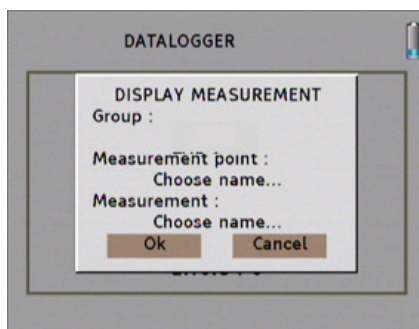 DATALOGGER
DISPLAY MEASUREMENT
Group :
Measurement point :
Choose name...
Measurement :
Choose name...
Ok Cancel